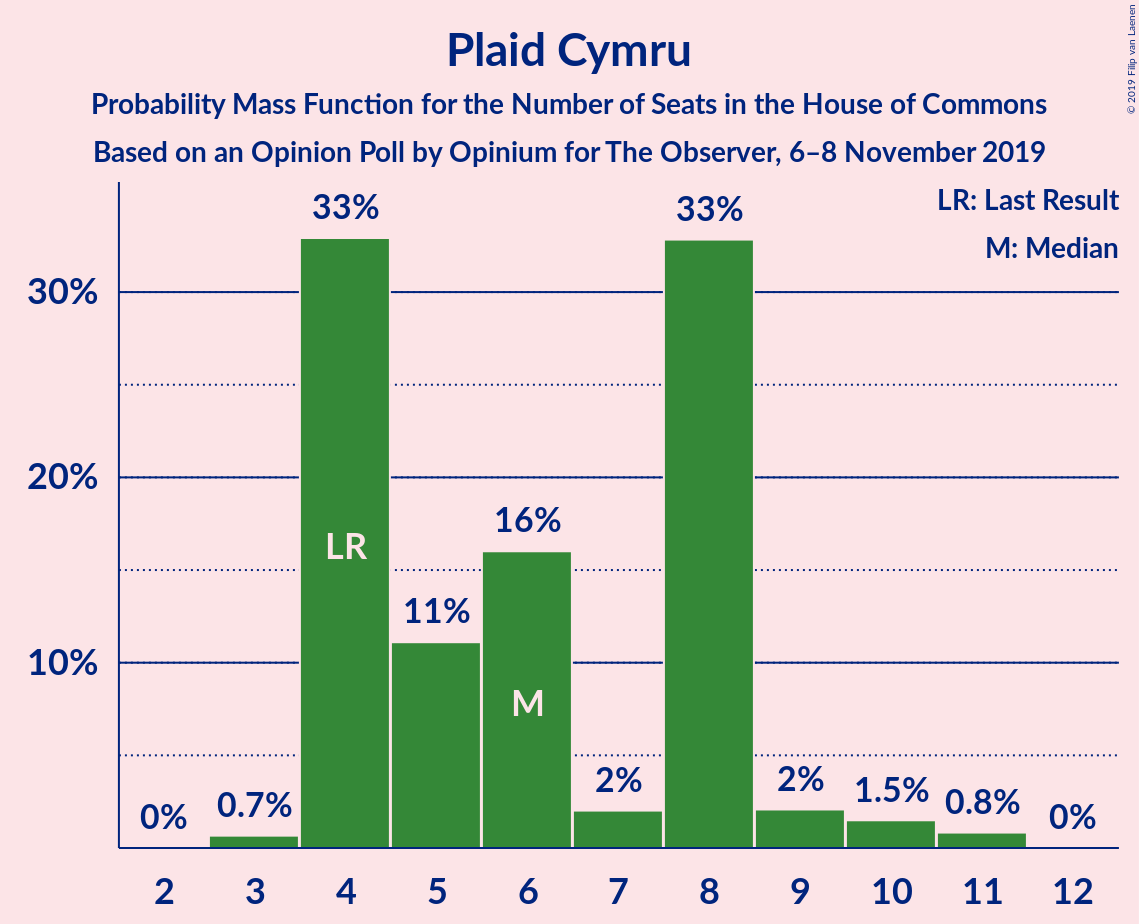 Plaid Cymru
Probability Mass Function for the Number of Seats in the House of Commons
Based on an Opinion Poll by Opinium for The Observer, 6–8 November 2019
© 2019 Filip van Laenen
LR: Last Result
M: Median
33%
33%
30%
20%
16%
LR
11%
10%
M
2%
2%
1.5%
0.8%
0.7%
0%
0%
2 3 4 5 6 7 8 9 10 11 12